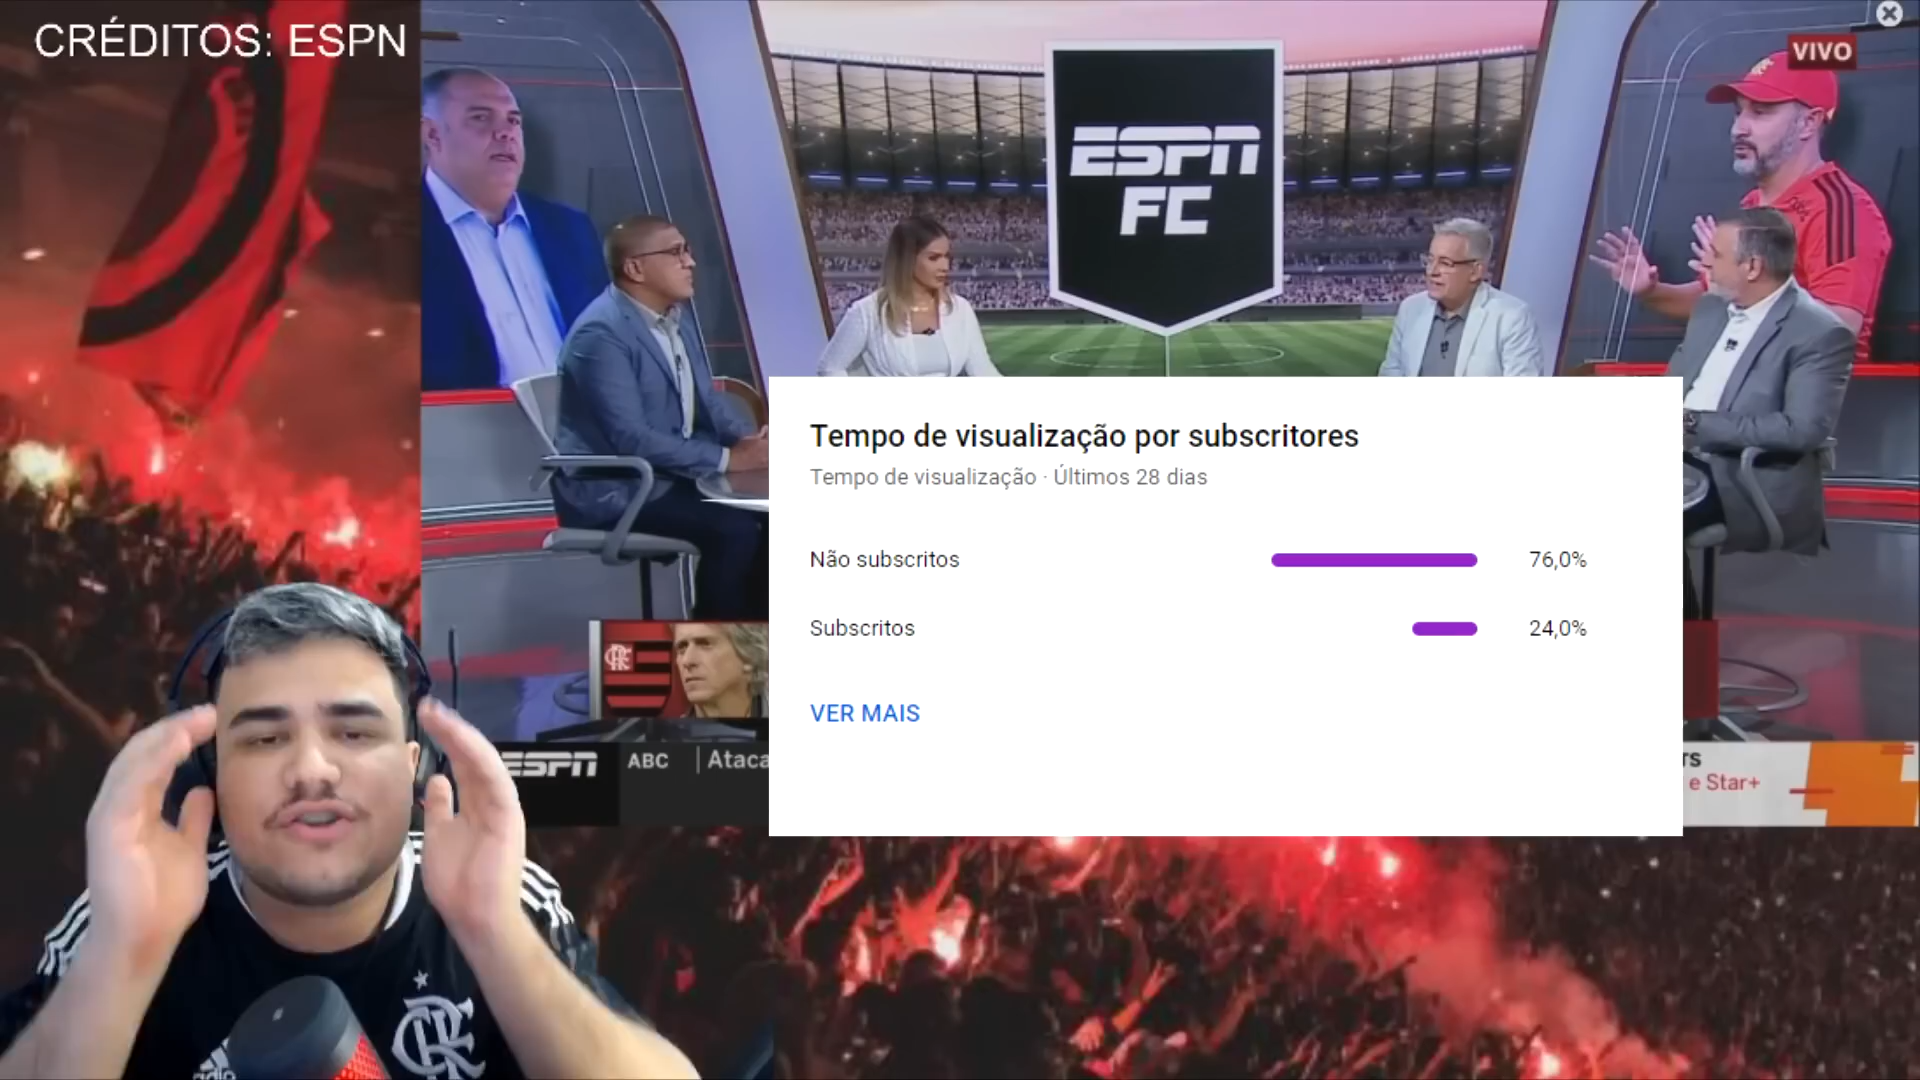 CRÉDITOS: ESPN
VIVO
ESPN
FC
Tempo de visualização por subscritores
Tempo de visualização · Últimos 28 dias
Não subscritos 76,0%
Subscritos 24,0%
VER MAIS
ESPN ABC
e Star+